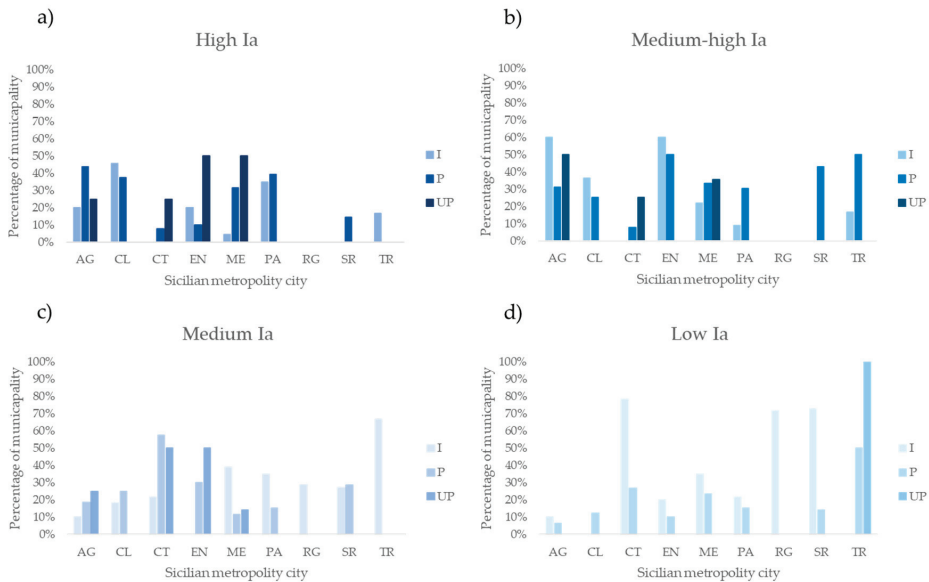 a)
High Ia
Percentage of municapality
100%
90%
80%
70%
60%
50%
40%
30%
20%
10%
0%
AG CL CT EN ME PA RG SR TR
Sicilian metropolity city
I
P
UP
b)
Medium-high Ia
Percentage of municapality
100%
90%
80%
70%
60%
50%
40%
30%
20%
10%
0%
AG CL CT EN ME PA RG SR TR
Sicilian metropolity city
I
P
UP
c)
Medium Ia
Percentage of municapality
100%
90%
80%
70%
60%
50%
40%
30%
20%
10%
0%
AG CL CT EN ME PA RG SR TR
Sicilian metropolity city
I
P
UP
d)
Low Ia
Percentage of municapality
100%
90%
80%
70%
60%
50%
40%
30%
20%
10%
0%
AG CL CT EN ME PA RG SR TR
Sicilian metropolity city
I
P
UP